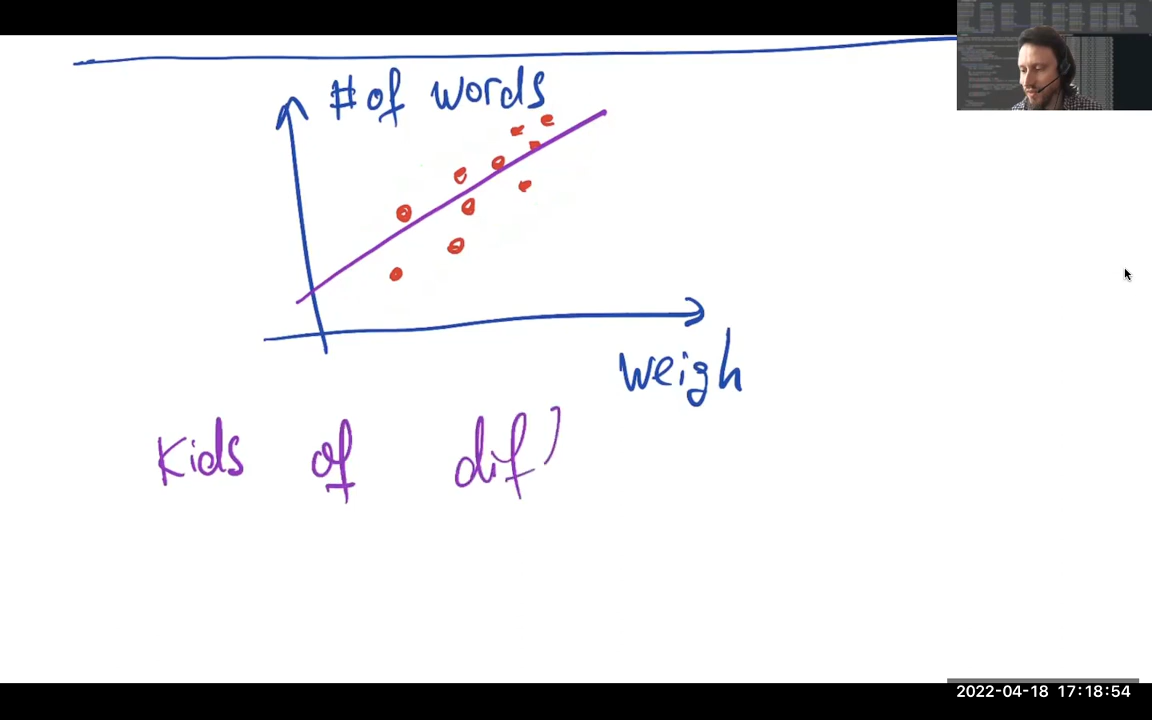 # of words
weigh
Kids of dif
2022-04-18 17:18:54